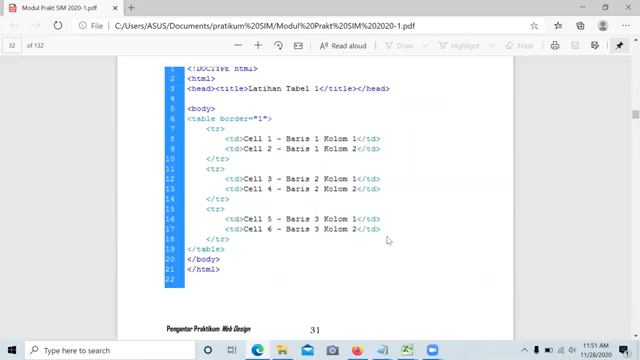 Modul Prakt SIM 2020-1.pdf
File | C:/Users/ASUS/Documents/pratikum%20SIM/Modul%20Prakt%20SIM%202020-1.pdf
32 of 132
Read aloud
Draw
Highlight
Erase
1 <!DOCTYPE html>
2 <html>
3 <head><title>Latihan Tabel 1</title></head>
4
5 <body>
6 <table border="1">
7 <tr>
8 <td>Cell 1 - Baris 1 Kolom 1</td>
9 <td>Cell 2 - Baris 1 Kolom 2</td>
10 </tr>
11 <tr>
12 <td>Cell 3 - Baris 2 Kolom 1</td>
13 <td>Cell 4 - Baris 2 Kolom 2</td>
14 </tr>
15 <tr>
16 <td>Cell 5 - Baris 3 Kolom 1</td>
17 <td>Cell 6 - Baris 3 Kolom 2</td>
18 </tr>
19 </table>
20 </body>
21 </html>
22
Pengantar Praktikum Web Design 31
Type here to search
11:51 AM
11/28/2020